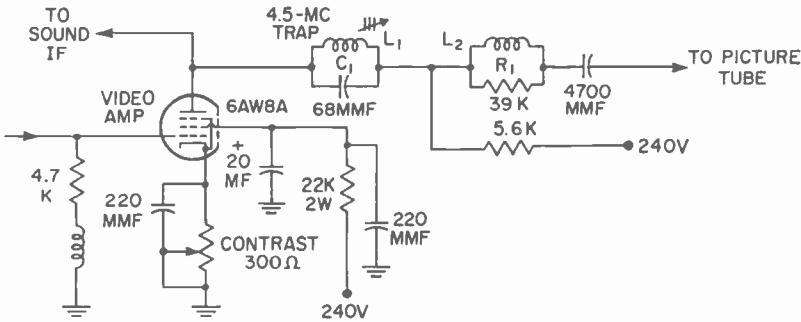 TO
SOUND
IF
4.5-MC
TRAP
L1
C1
68MMF
L2
R1
39 K
4700
MMF
TO PICTURE
TUBE
VIDEO
AMP
6AW8A
5.6K
240V
+
20
MF
4.7
K
220
MMF
22K
2W
220
MMF
CONTRAST
300Ω
240V